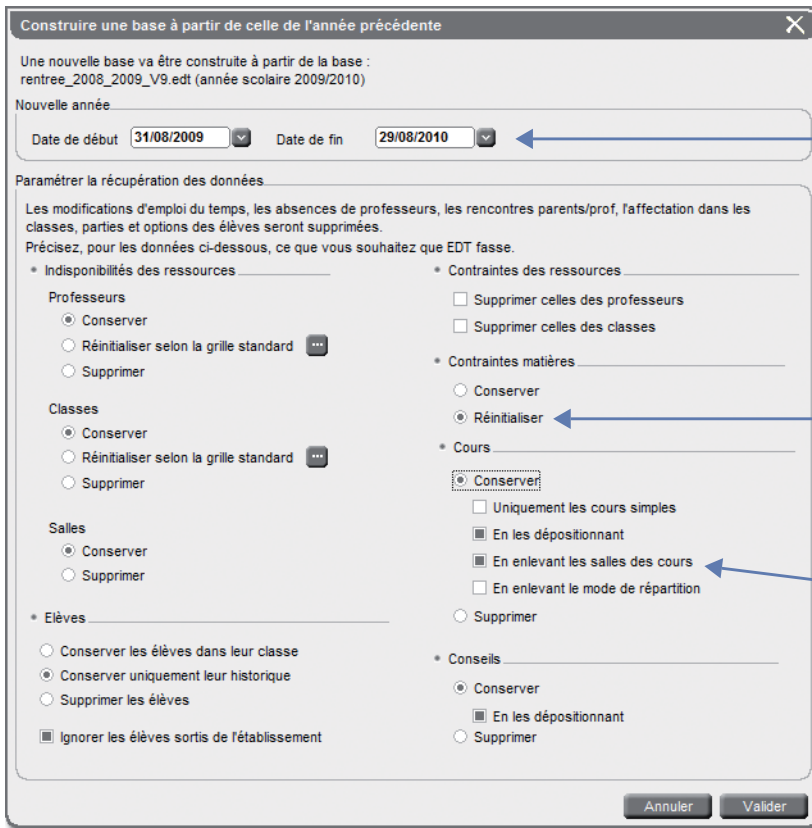 Construire une base à partir de celle de l'année précédente
Une nouvelle base va être construite à partir de la base :
rentree_2008_2009_V9.edt (année scolaire 2009/2010)
Nouvelle année
Date de début 31/08/2009 Date de fin 29/08/2010
Paramétrer la récupération des données
Les modifications d'emploi du temps, les absences de professeurs, les rencontres parents/prof, l'affectation dans les
classes, parties et options des élèves seront supprimées.
Précisez, pour les données ci-dessous, ce que vous souhaitez que EDT fasse.
Indisponibilités des ressources
Professeurs
Conserver
Réinitialiser selon la grille standard ...
Supprimer
Classes
Conserver
Réinitialiser selon la grille standard ...
Supprimer
Salles
Conserver
Supprimer
Elèves
Conserver les élèves dans leur classe
Conserver uniquement leur historique
Supprimer les élèves
Ignorer les élèves sortis de l'établissement
Contraintes des ressources
Supprimer celles des professeurs
Supprimer celles des classes
Contraintes matières
Conserver
Réinitialiser
Cours
Conserver
Uniquement les cours simples
En les dépositionnant
En enlevant les salles des cours
En enlevant le mode de répartition
Supprimer
Conseils
Conserver
En les dépositionnant
Supprimer
Annuler Valider